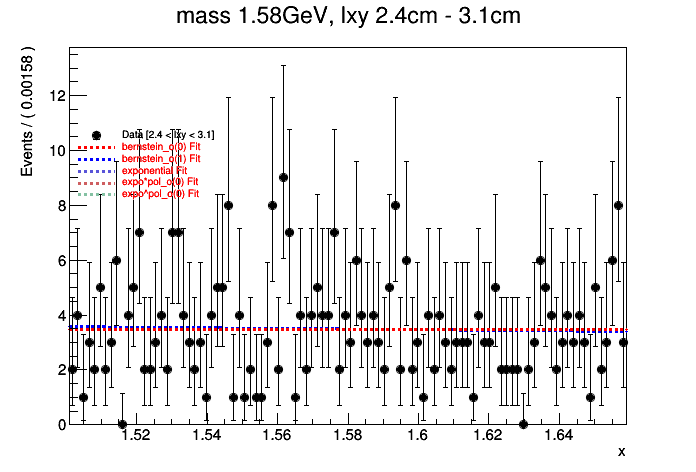 mass 1.58GeV, lxy 2.4cm - 3.1cm
Events / ( 0.00158 )
12
10
8
6
4
2
0
Data [2.4 < lxy < 3.1]
bernstein_o(0) Fit
bernstein_o(1) Fit
exponential Fit
expo*pol_o(0) Fit
expo^pol_o(0) Fit
1.52 1.54 1.56 1.58 1.6 1.62 1.64
x